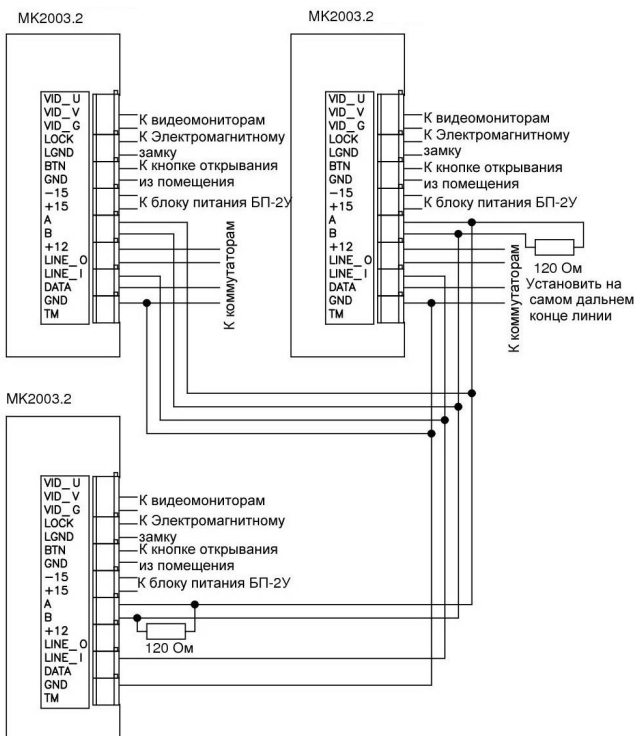 МК2003.2
VID_U
VID_V
VID_G
LOCK
LGND
BTN
GND
-15
+15
A
B
+12
LINE_O
LINE_I
DATA
GND
TM
К видеомониторам
К Электромагнитному
замку
К кнопке открывания
из помещения
К блоку питания БП-2У
К коммутаторам
МК2003.2
VID_U
VID_V
VID_G
LOCK
LGND
BTN
GND
-15
+15
A
B
+12
LINE_O
LINE_I
DATA
GND
TM
К видеомониторам
К Электромагнитному
замку
К кнопке открывания
из помещения
К блоку питания БП-2У
К коммутаторам
120 Ом
Установить на
самом дальнем
конце линии
МК2003.2
VID_U
VID_V
VID_G
LOCK
LGND
BTN
GND
-15
+15
A
B
+12
LINE_O
LINE_I
DATA
GND
TM
К видеомониторам
К Электромагнитному
замку
К кнопке открывания
из помещения
К блоку питания БП-2У
120 Ом